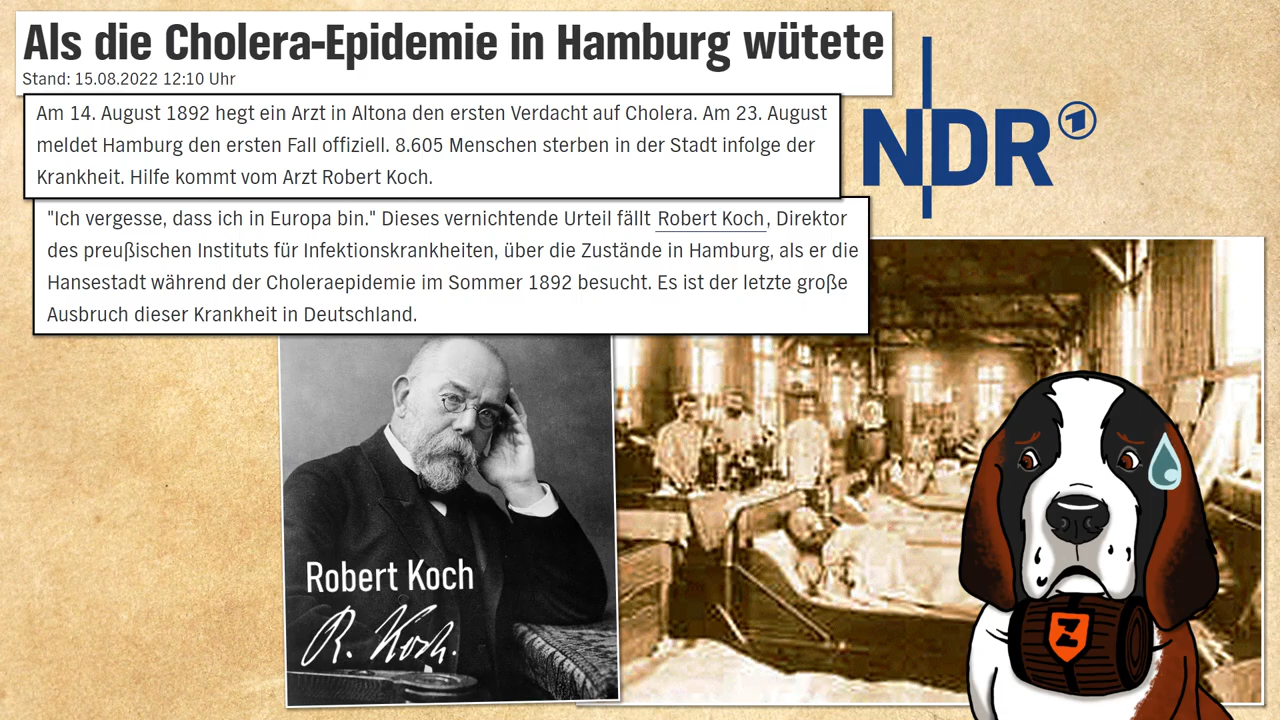 Als die Cholera-Epidemie in Hamburg wütete
Stand: 15.08.2022 12:10 Uhr
Am 14. August 1892 hegt ein Arzt in Altona den ersten Verdacht auf Cholera. Am 23. August
meldet Hamburg den ersten Fall offiziell. 8.605 Menschen sterben in der Stadt infolge der
Krankheit. Hilfe kommt vom Arzt Robert Koch.
"Ich vergesse, dass ich in Europa bin." Dieses vernichtende Urteil fällt Robert Koch, Direktor
des preußischen Instituts für Infektionskrankheiten, über die Zustände in Hamburg, als er die
Hansestadt während der Choleraepidemie im Sommer 1892 besucht. Es ist der letzte große
Ausbruch dieser Krankheit in Deutschland.
NDR 1
Robert Koch
R. Koch.
Z